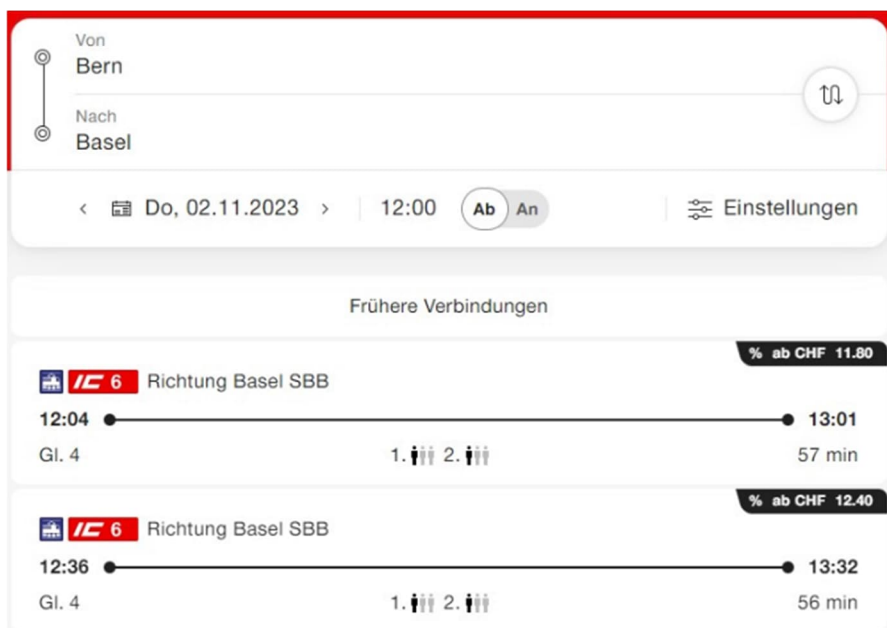 Von
Bern
Nach
Basel
Do, 02.11.2023 12:00 Ab An Einstellungen
Frühere Verbindungen
% ab CHF 11.80
IC 6 Richtung Basel SBB
12:04 13:01
Gl. 4 1. 2. 57 min
% ab CHF 12.40
IC 6 Richtung Basel SBB
12:36 13:32
Gl. 4 1. 2. 56 min